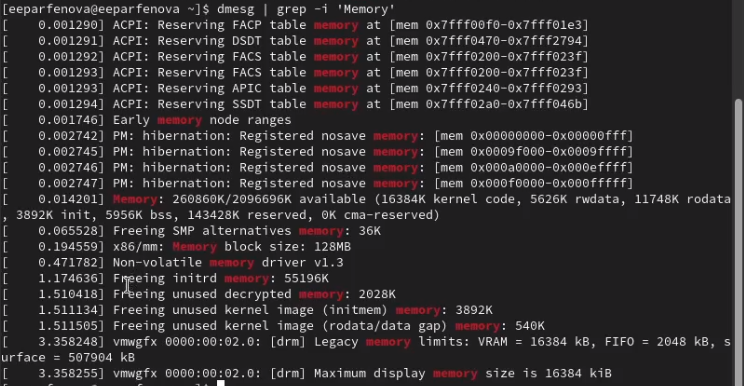 [eeparfenova@eeparfenova ~]$ dmesg | grep -i 'Memory'
[    0.001290] ACPI: Reserving FACP table memory at [mem 0x7fff00f0-0x7fff01e3]
[    0.001291] ACPI: Reserving DSDT table memory at [mem 0x7fff0470-0x7fff2794]
[    0.001292] ACPI: Reserving FACS table memory at [mem 0x7fff0200-0x7fff023f]
[    0.001293] ACPI: Reserving FACS table memory at [mem 0x7fff0200-0x7fff023f]
[    0.001293] ACPI: Reserving APIC table memory at [mem 0x7fff0240-0x7fff0293]
[    0.001294] ACPI: Reserving SSDT table memory at [mem 0x7fff02a0-0x7fff046b]
[    0.001746] Early memory node ranges
[    0.002742] PM: hibernation: Registered nosave memory: [mem 0x00000000-0x00000fff]
[    0.002745] PM: hibernation: Registered nosave memory: [mem 0x0009f000-0x0009ffff]
[    0.002746] PM: hibernation: Registered nosave memory: [mem 0x000a0000-0x000effff]
[    0.002747] PM: hibernation: Registered nosave memory: [mem 0x000f0000-0x000fffff]
[    0.014201] Memory: 260860K/2096696K available (16384K kernel code, 5626K rwdata, 11748K rodata
, 3892K init, 5956K bss, 143428K reserved, 0K cma-reserved)
[    0.065528] Freeing SMP alternatives memory: 36K
[    0.194559] x86/mm: Memory block size: 128MB
[    0.471782] Non-volatile memory driver v1.3
[    1.174636] Freeing initrd memory: 55196K
[    1.510418] Freeing unused decrypted memory: 2028K
[    1.511134] Freeing unused kernel image (initmem) memory: 3892K
[    1.511505] Freeing unused kernel image (rodata/data gap) memory: 540K
[    3.358248] vmwgfx 0000:00:02.0: [drm] Legacy memory limits: VRAM = 16384 kB, FIFO = 2048 kB, s
urface = 507904 kB
[    3.358255] vmwgfx 0000:00:02.0: [drm] Maximum display memory size is 16384 kiB